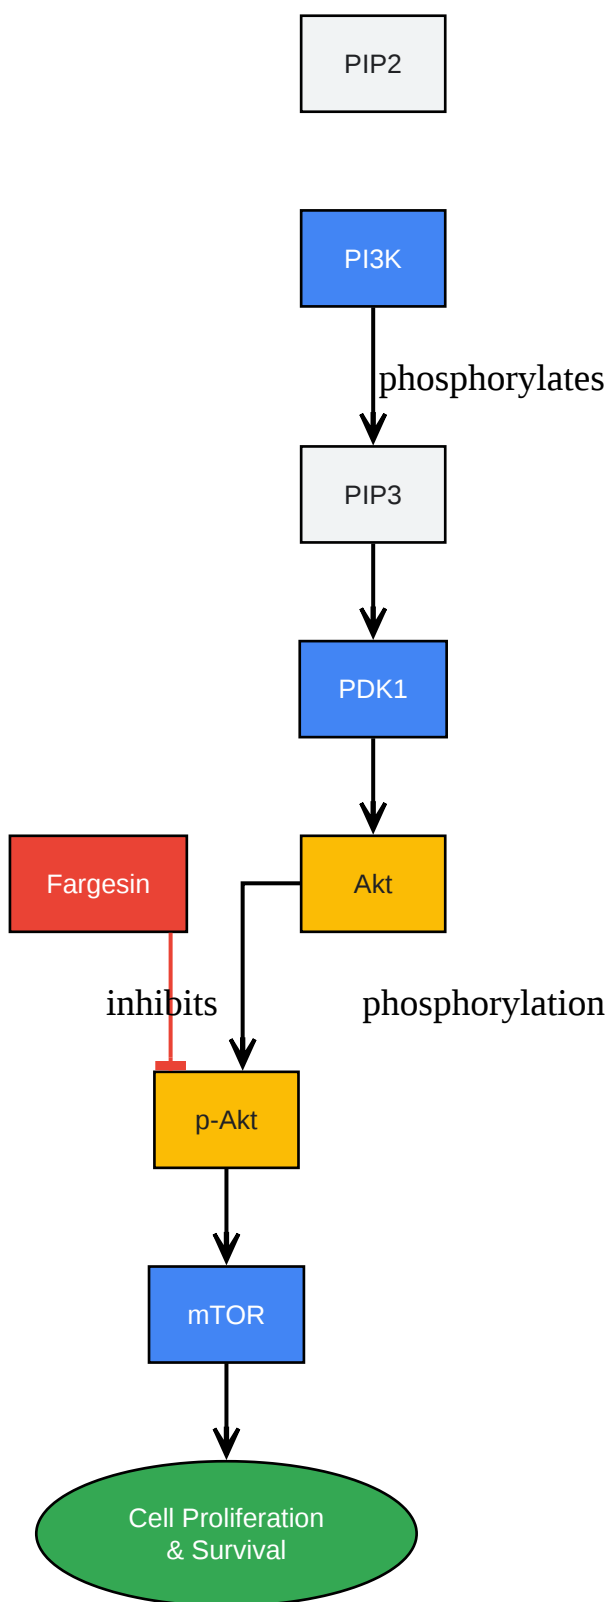 PIP2
PI3K
phosphorylates
PIP3
PDK1
Fargesin
Akt
inhibits
phosphorylation
p-Akt
mTOR
Cell Proliferation
& Survival